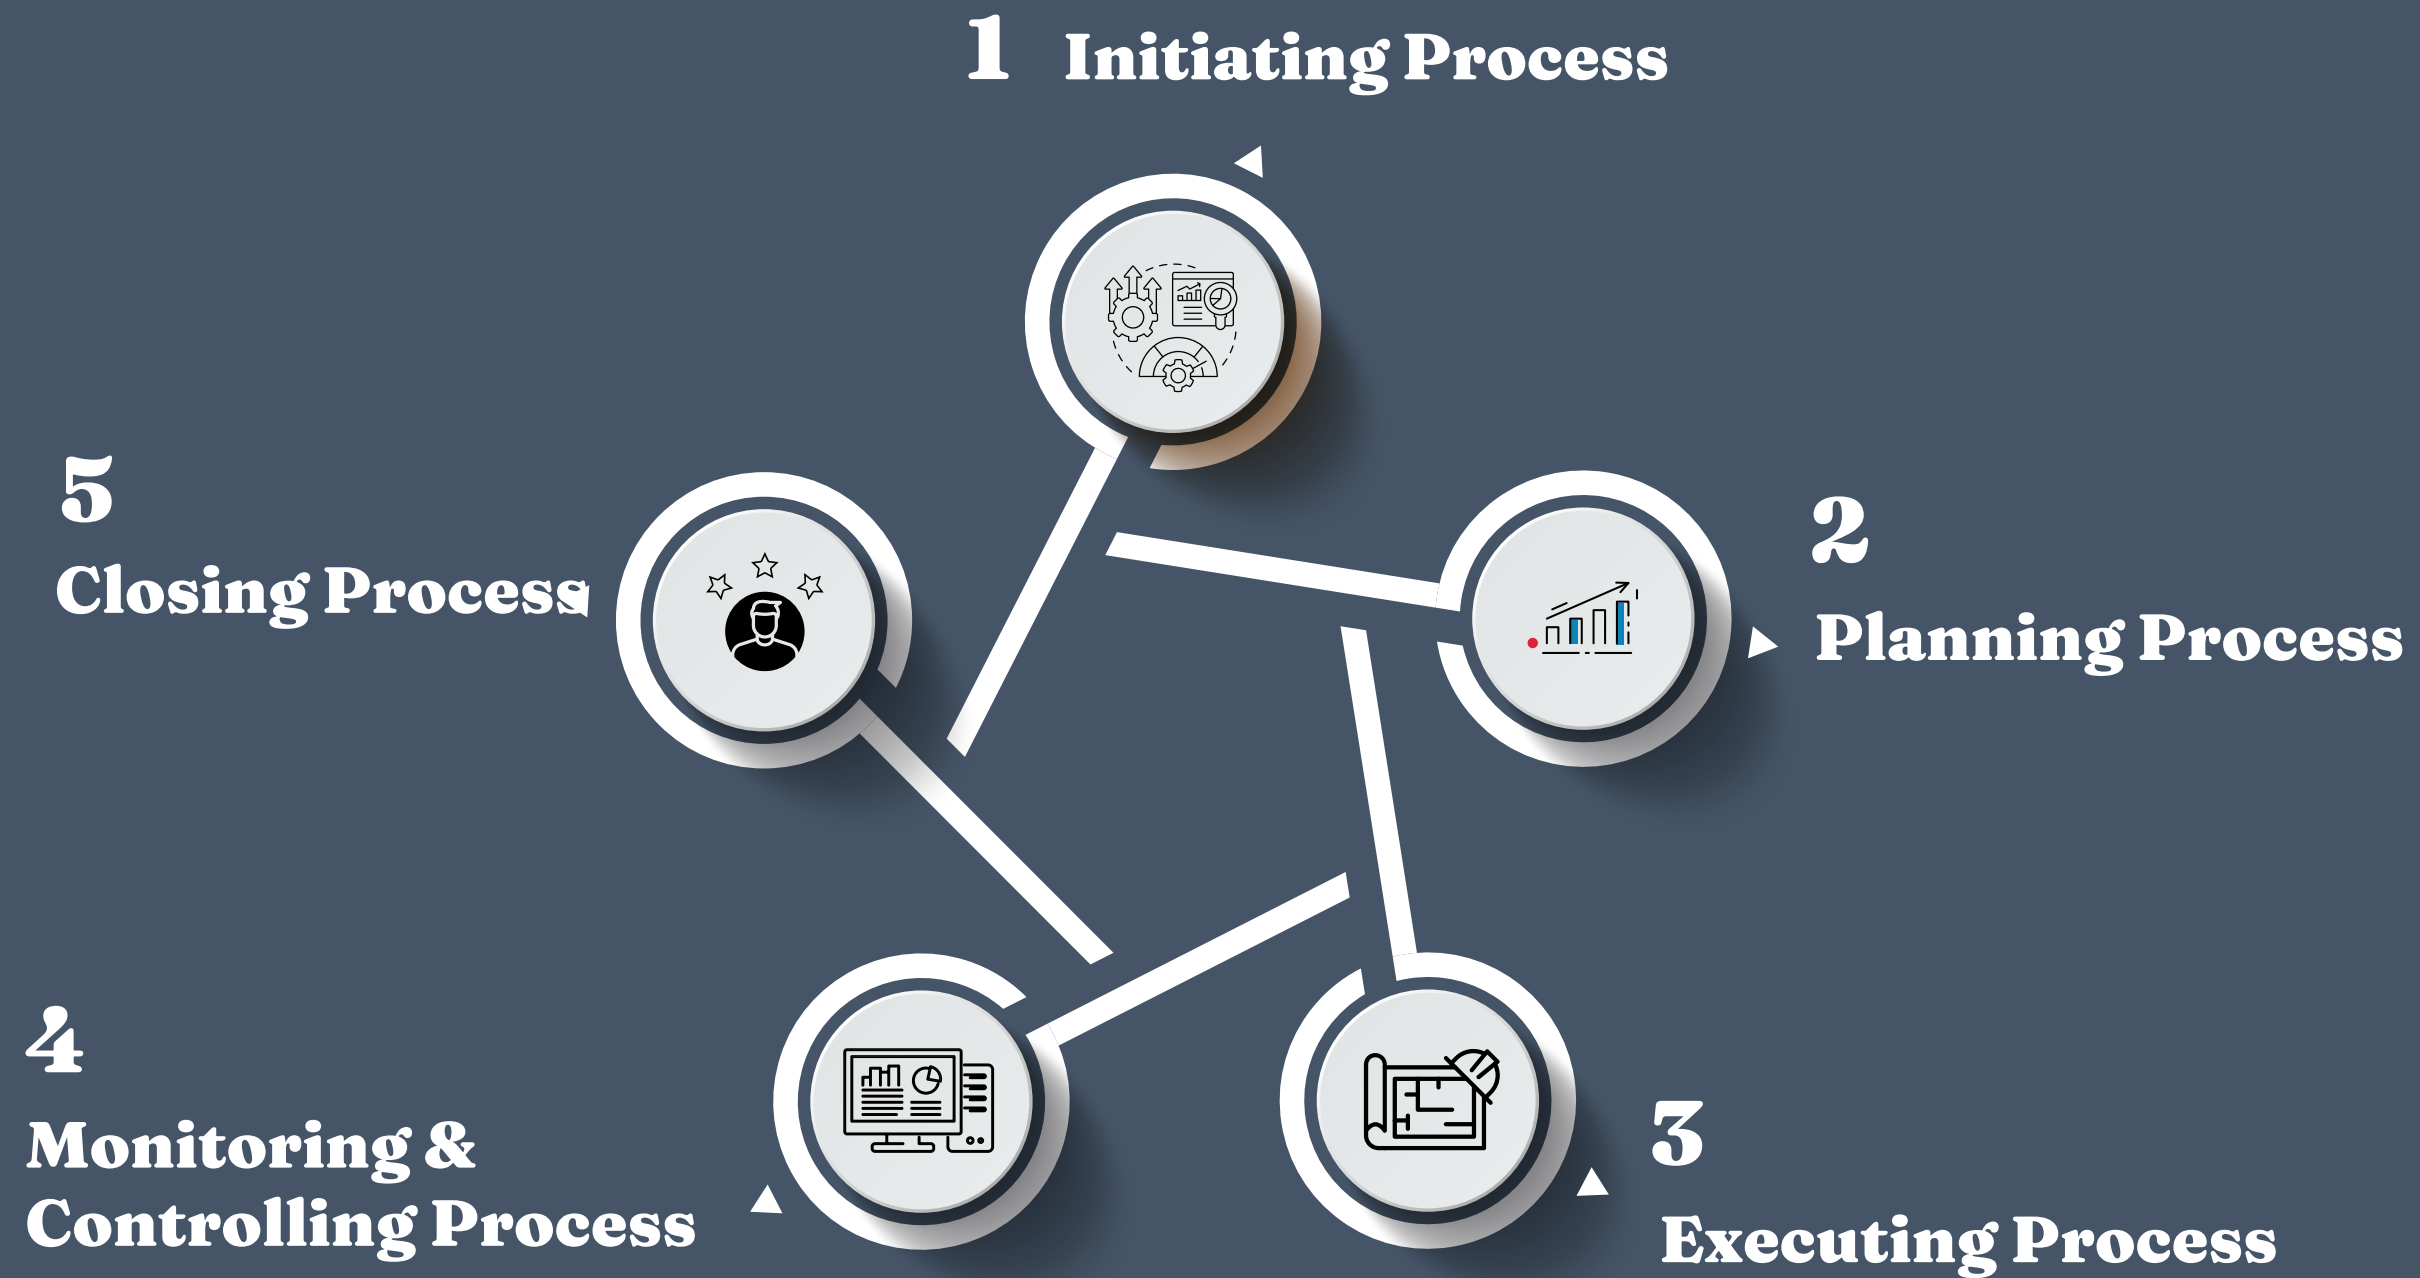 1 Initiating Process
2
Planning Process
3
Executing Process
4
Monitoring &
Controlling Process
5
Closing Process